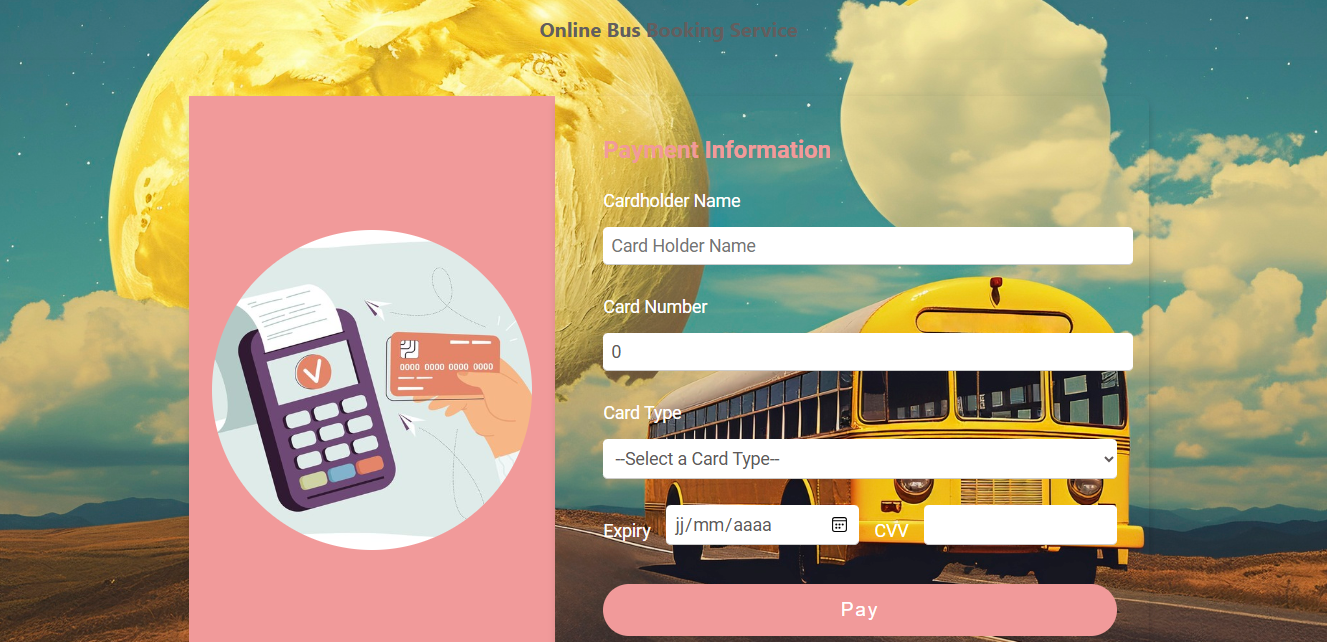 Online Bus Booking Service
Payment Information
Cardholder Name
Card Holder Name
Card Number
0
0000 0000 0000 0000
Card Type
--Select a Card Type--
Expiry jj/mm/aaaa CVV
Pay